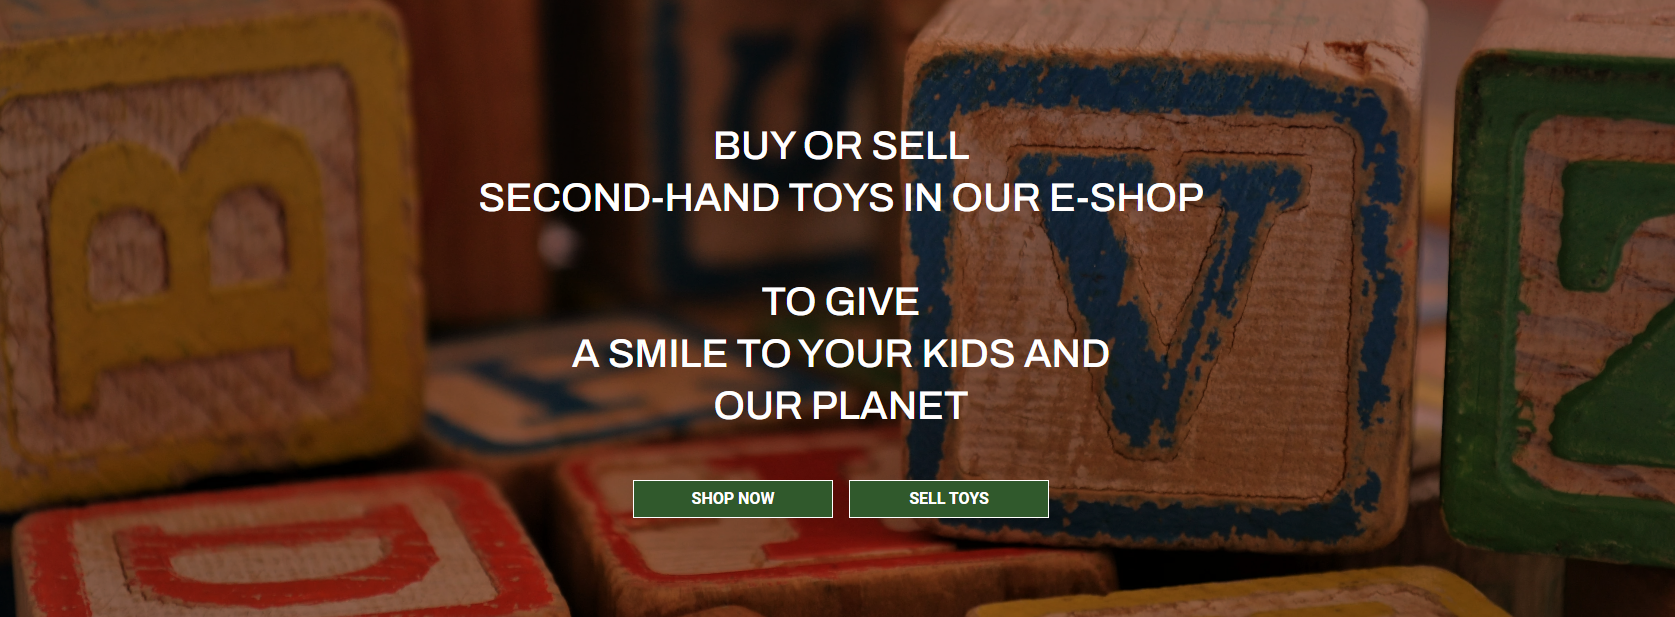 BUY OR SELL
SECOND-HAND TOYS IN OUR E-SHOP
TO GIVE
A SMILE TO YOUR KIDS AND
OUR PLANET
SHOP NOW
SELL TOYS
B
V
Z
D